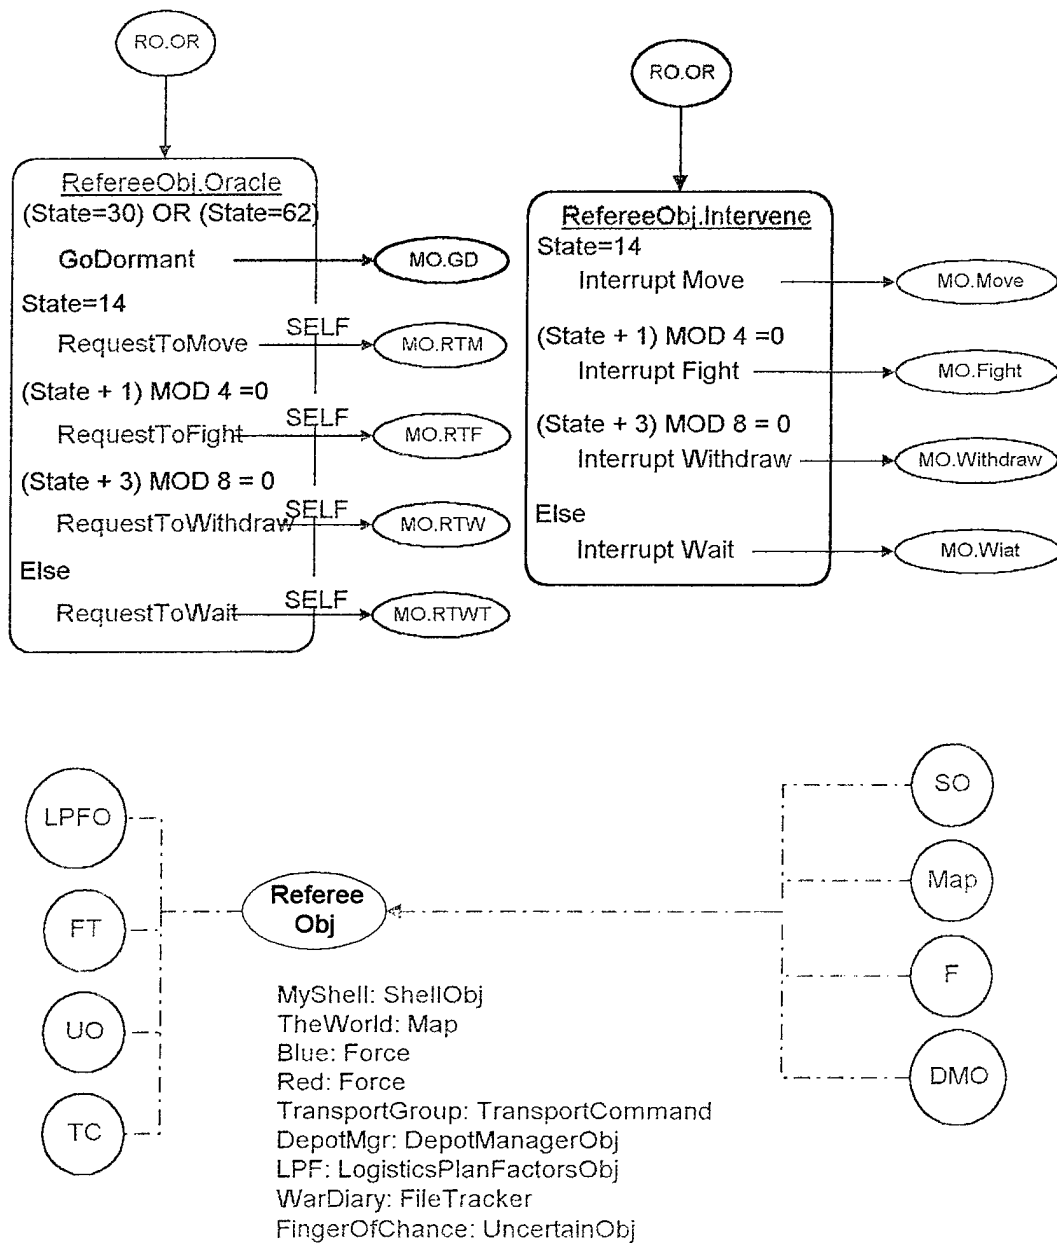 RO.OR
RefereeObj.Oracle
(State=30) OR (State=62)
GoDormant
MO.GD
State=14
SELF
RequestToMove
MO.RTM
(State + 1) MOD 4 =0
SELF
RequestToFight
MO.RTF
(State + 3) MOD 8 = 0
SELF
RequestToWithdraw
MO.RTW
Else
SELF
RequestToWait
MO.RTWT
RO.OR
RefereeObj.Intervene
State=14
Interrupt Move
MO.Move
(State + 1) MOD 4 =0
Interrupt Fight
MO.Fight
(State + 3) MOD 8 = 0
Interrupt Withdraw
MO.Withdraw
Else
Interrupt Wait
MO.Wiat
LPFO
FT
UO
TC
Referee
Obj
SO
Map
F
DMO
MyShell: ShellObj
TheWorld: Map
Blue: Force
Red: Force
TransportGroup: TransportCommand
DepotMgr: DepotManagerObj
LPF: LogisticsPlanFactorsObj
WarDiary: FileTracker
FingerOfChance: UncertainObj